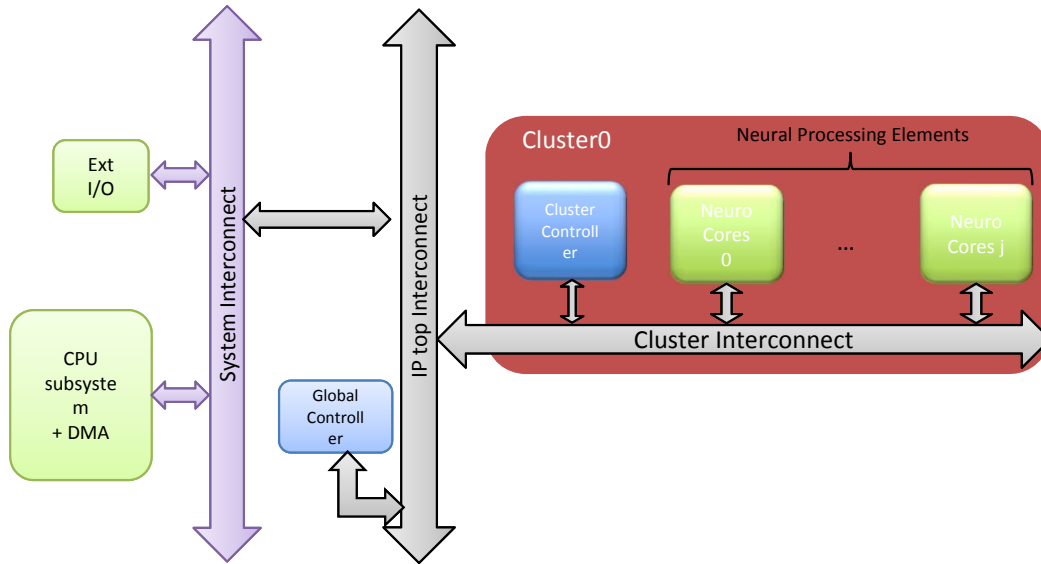 Ext
I/O
CPU
subsyste
m
+ DMA
System Interconnect
Global
Controll
er
IP top Interconnect
Cluster0
Neural Processing Elements
Cluster
Controll
er
Neuro
Cores
0
...
Neuro
Cores j
Cluster Interconnect